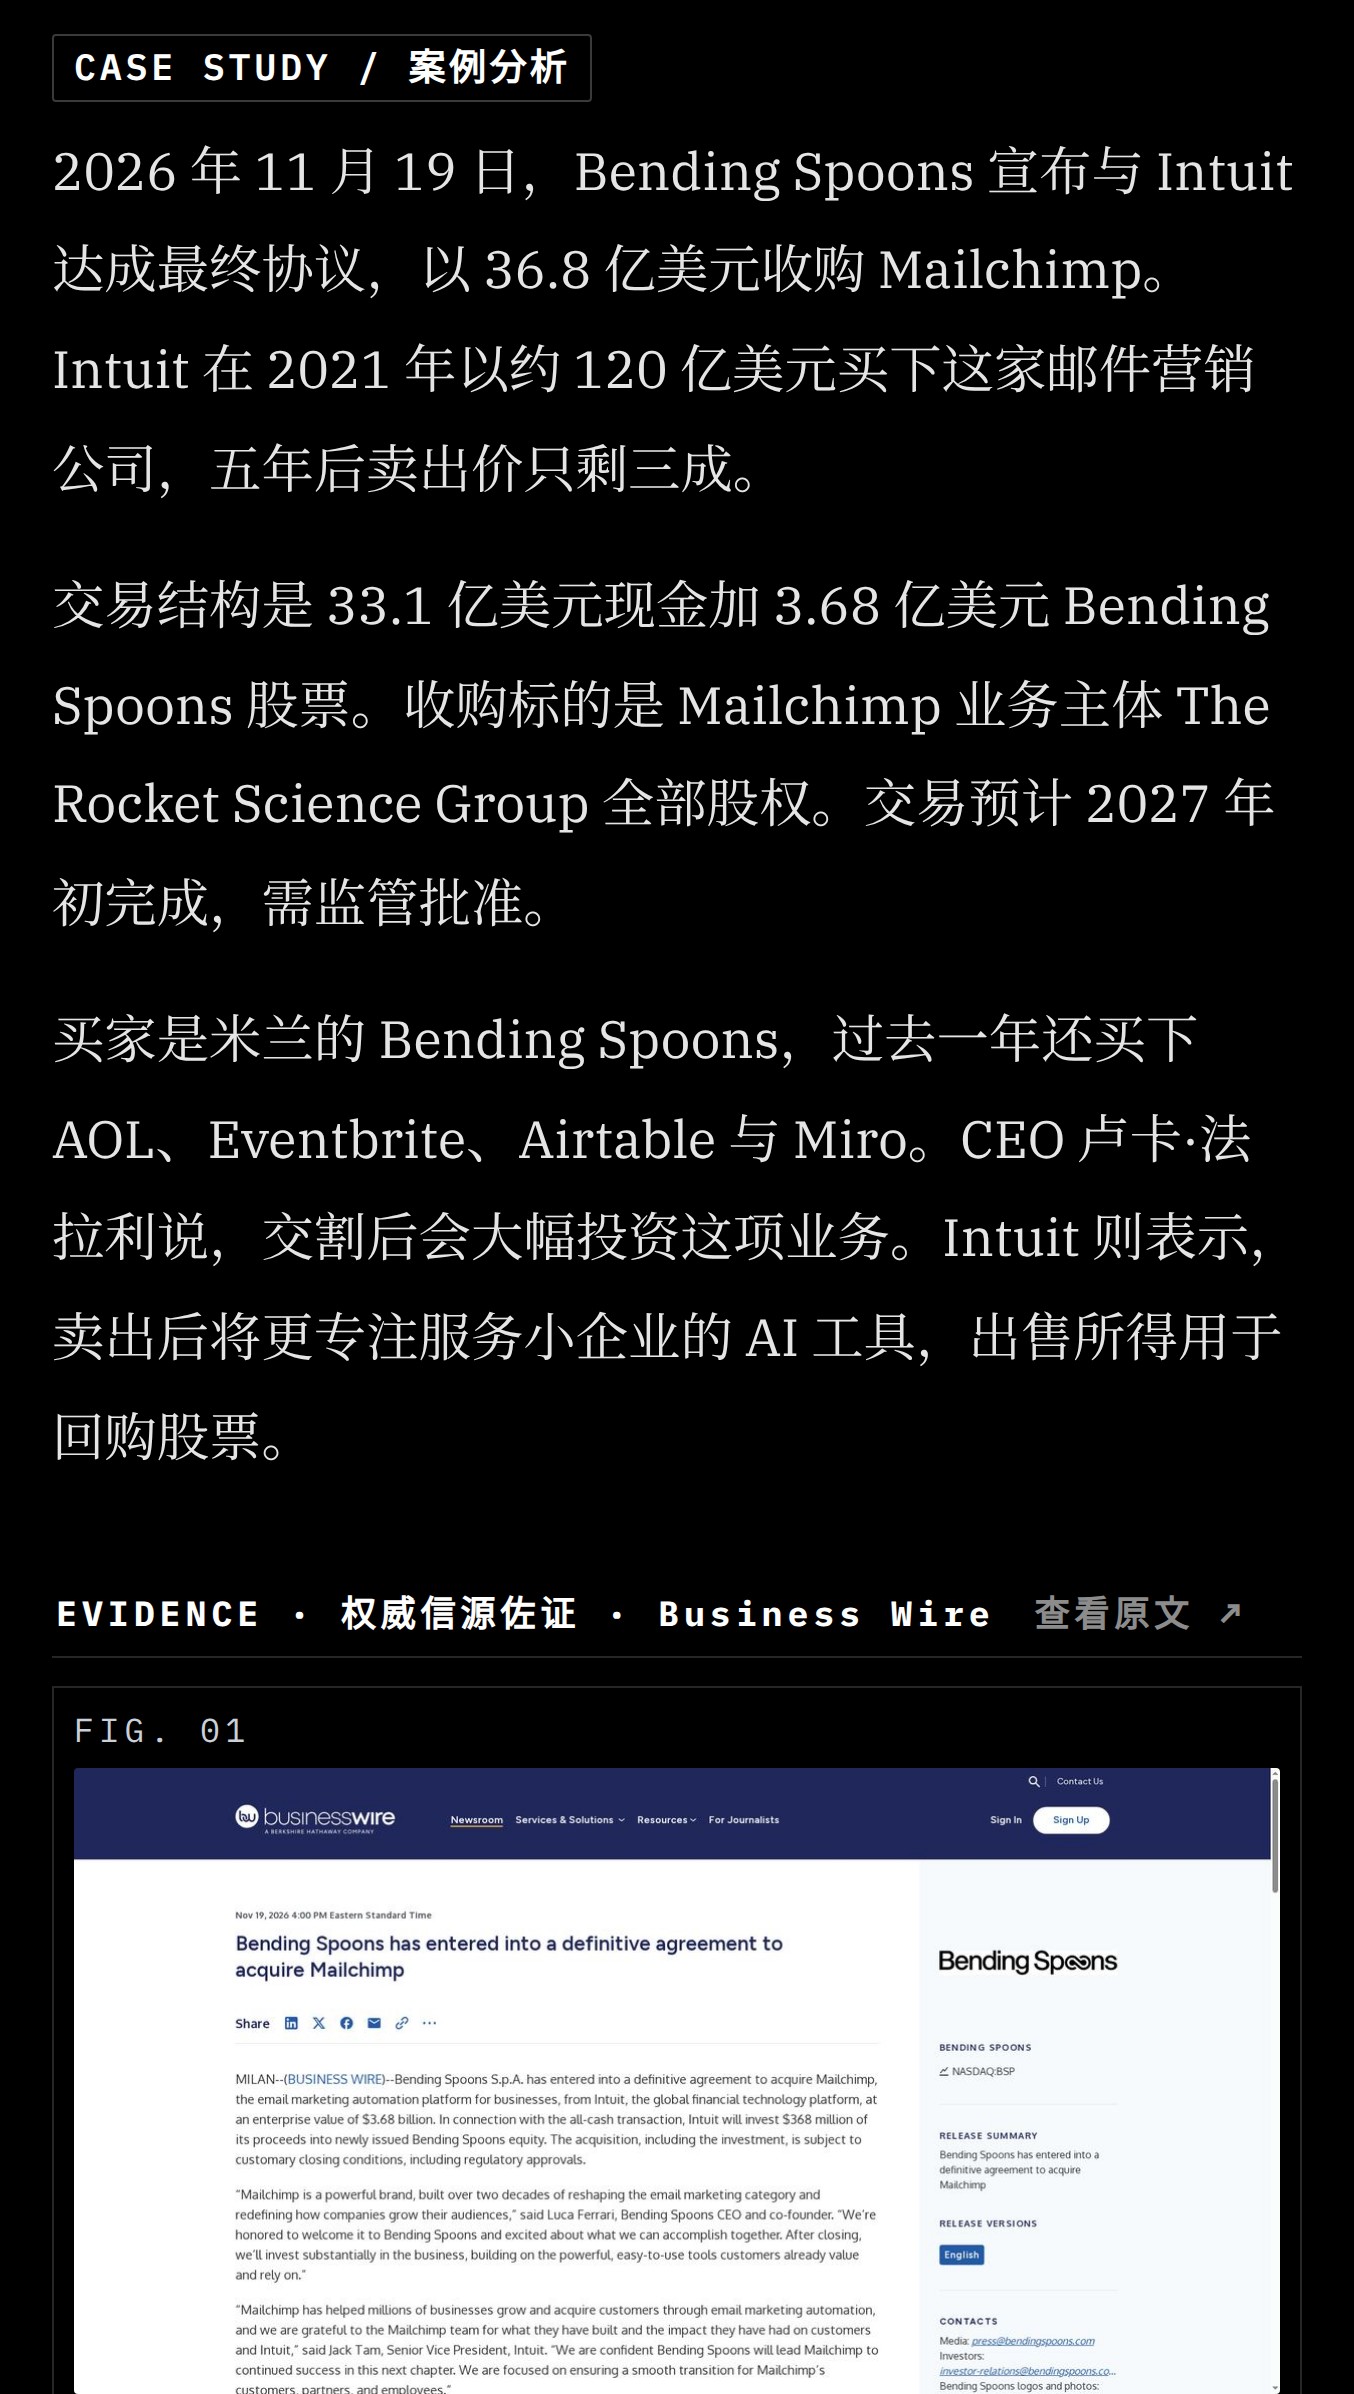 CASE STUDY / 案例分析
2026 年 11 月 19 日，Bending Spoons 宣布与 Intuit
达成最终协议，以 36.8 亿美元收购 Mailchimp。
Intuit 在 2021 年以约 120 亿美元买下这家邮件营销
公司，五年后卖出价只剩三成。
交易结构是 33.1 亿美元现金加 3.68 亿美元 Bending
Spoons 股票。收购标的是 Mailchimp 业务主体 The
Rocket Science Group 全部股权。交易预计 2027 年
初完成，需监管批准。
买家是米兰的 Bending Spoons，过去一年还买下
AOL、Eventbrite、Airtable 与 Miro。CEO 卢卡·法
拉利说，交割后会大幅投资这项业务。Intuit 则表示，
卖出后将更专注服务小企业的 AI 工具，出售所得用于
回购股票。
EVIDENCE · 权威信源佐证 · Business Wire 查看原文 ↗
FIG. 01
Contact Us
bw businesswire
A BERKSHIRE HATHAWAY COMPANY
Newsroom Services & Solutions Resources For Journalists
Sign In Sign Up
Nov 19, 2026 4:00 PM Eastern Standard Time
Bending Spoons has entered into a definitive agreement to
acquire Mailchimp
Share
MILAN--(BUSINESS WIRE)--Bending Spoons S.p.A. has entered into a definitive agreement to acquire Mailchimp,
the email marketing automation platform for businesses, from Intuit, the global financial technology platform, at
an enterprise value of $3.68 billion. In connection with the all-cash transaction, Intuit will invest $368 million of
its proceeds into newly issued Bending Spoons equity. The acquisition, including the investment, is subject to
customary closing conditions, including regulatory approvals.
"Mailchimp is a powerful brand, built over two decades of reshaping the email marketing category and
redefining how companies grow their audiences," said Luca Ferrari, Bending Spoons CEO and co-founder. "We're
honored to welcome it to Bending Spoons and excited about what we can accomplish together. After closing,
we'll invest substantially in the business, building on the powerful, easy-to-use tools customers already value
and rely on."
"Mailchimp has helped millions of businesses grow and acquire customers through email marketing automation,
and we are grateful to the Mailchimp team for what they have built and the impact they have had on customers
and Intuit," said Jack Tam, Senior Vice President, Intuit. "We are confident Bending Spoons will lead Mailchimp to
continued success in this next chapter. We are focused on ensuring a smooth transition for Mailchimp's
customers, partners, and employees."
Bending Spoons
BENDING SPOONS
NASDAQ:BSP
RELEASE SUMMARY
Bending Spoons has entered into a
definitive agreement to acquire
Mailchimp
RELEASE VERSIONS
English
CONTACTS
Media: press@bendingspoons.com
Investors:
investor-relations@bendingspoons.co...
Bending Spoons logos and photos: